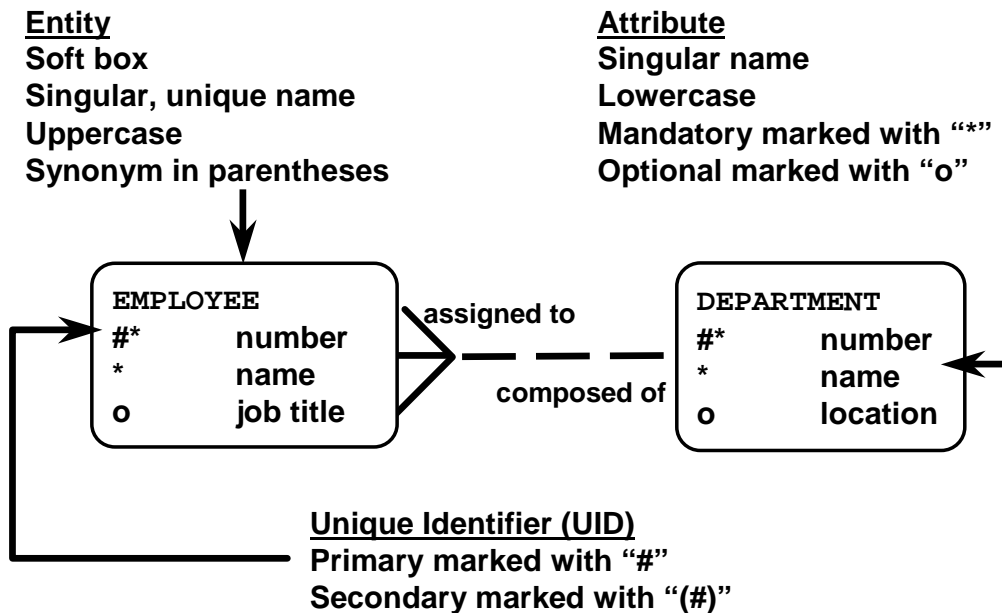 Entity
Soft box
Singular, unique name
Uppercase
Synonym in parentheses
Attribute
Singular name
Lowercase
Mandatory marked with “*”
Optional marked with “o”
EMPLOYEE
#* number
* name
o job title
assigned to
composed of
DEPARTMENT
#* number
* name
o location
Unique Identifier (UID)
Primary marked with “#”
Secondary marked with “(#)”